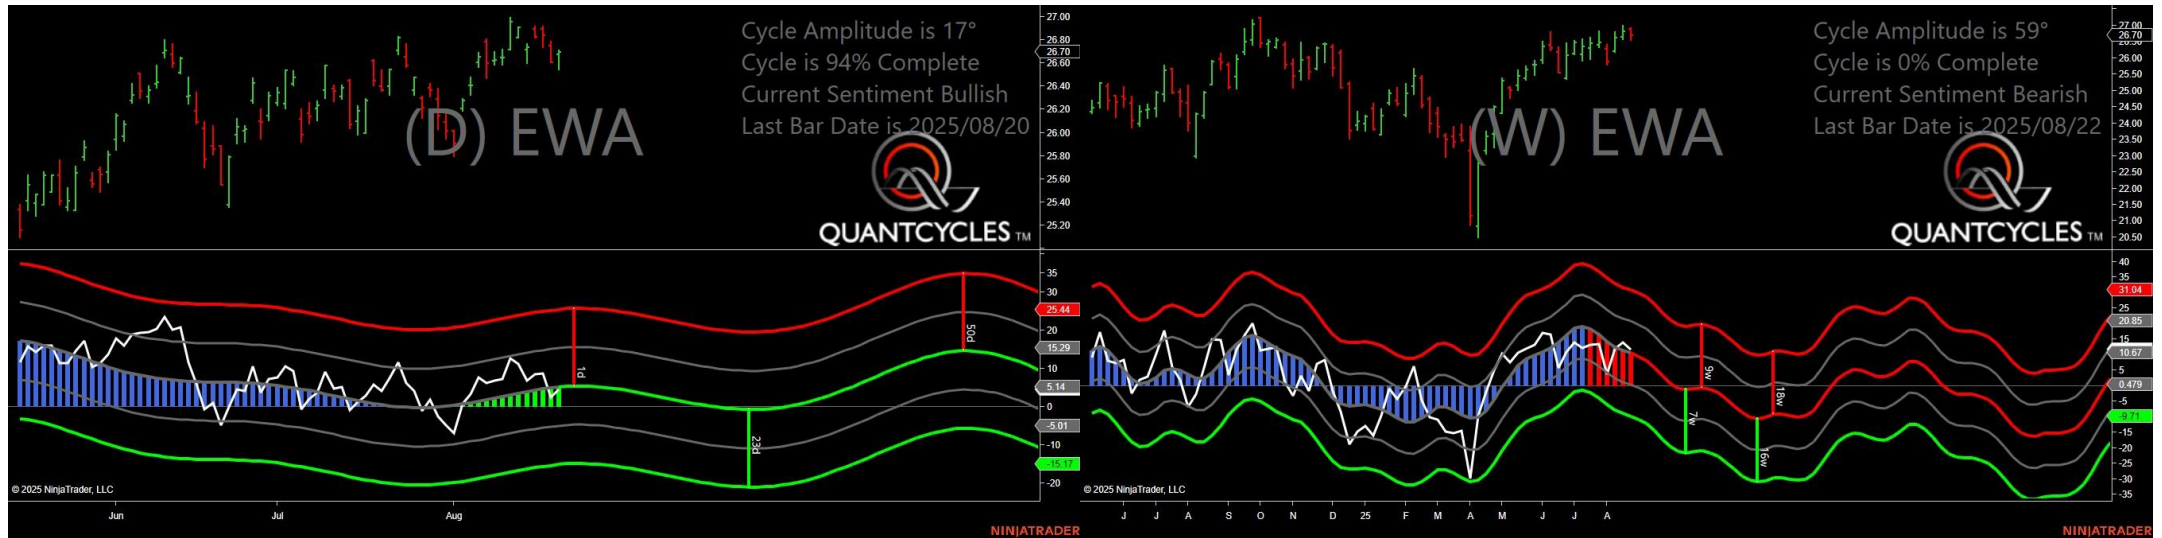 Cycle Amplitude is 17°
Cycle is 94% Complete
Current Sentiment Bullish
Last Bar Date is 2025/08/20
(D) EWA
QUANTCYCLES TM
27.00
26.80
26.70
26.60
26.40
26.20
26.00
25.80
25.60
25.40
25.20
35
30
25.44
20
15.29
10
5.14
0
-5.01
-10
-15.17
-20
1d
23d
50d
© 2025 NinjaTrader, LLC
Jun
Jul
Aug
NINJATRADER
Cycle Amplitude is 59°
Cycle is 0% Complete
Current Sentiment Bearish
Last Bar Date is 2025/08/22
(W) EWA
QUANTCYCLES TM
27.00
26.70
26.00
25.50
25.00
24.50
24.00
23.50
23.00
22.50
22.00
21.50
21.00
20.50
40
35
31.04
25
20.85
15
10.67
5
0.479
-5
-9.71
-15
-20
-25
-30
-35
9w
7w
18w
16w
© 2025 NinjaTrader, LLC
J
J
A
S
O
N
D
25
F
M
A
M
J
J
A
NINJATRADER